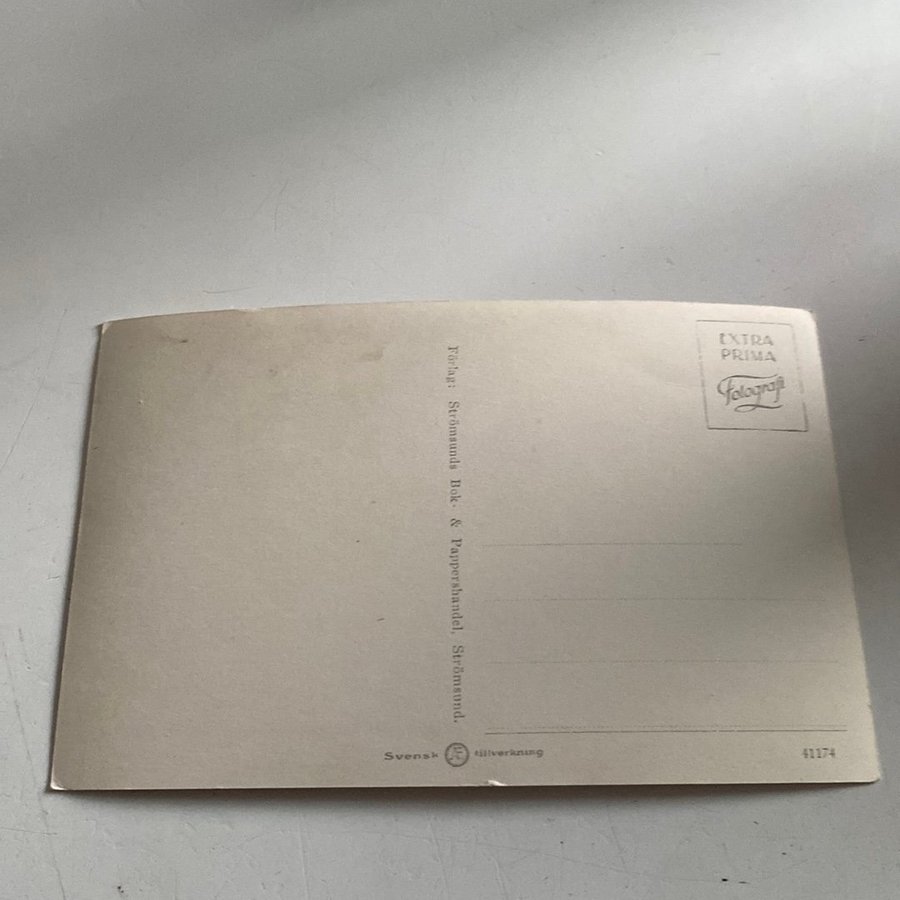 EXTRA
PRIMA
Fotografi
Förlag: Strömsunds Bok- & Pappershandel, Strömsund.
Svensk tillverkning
41174